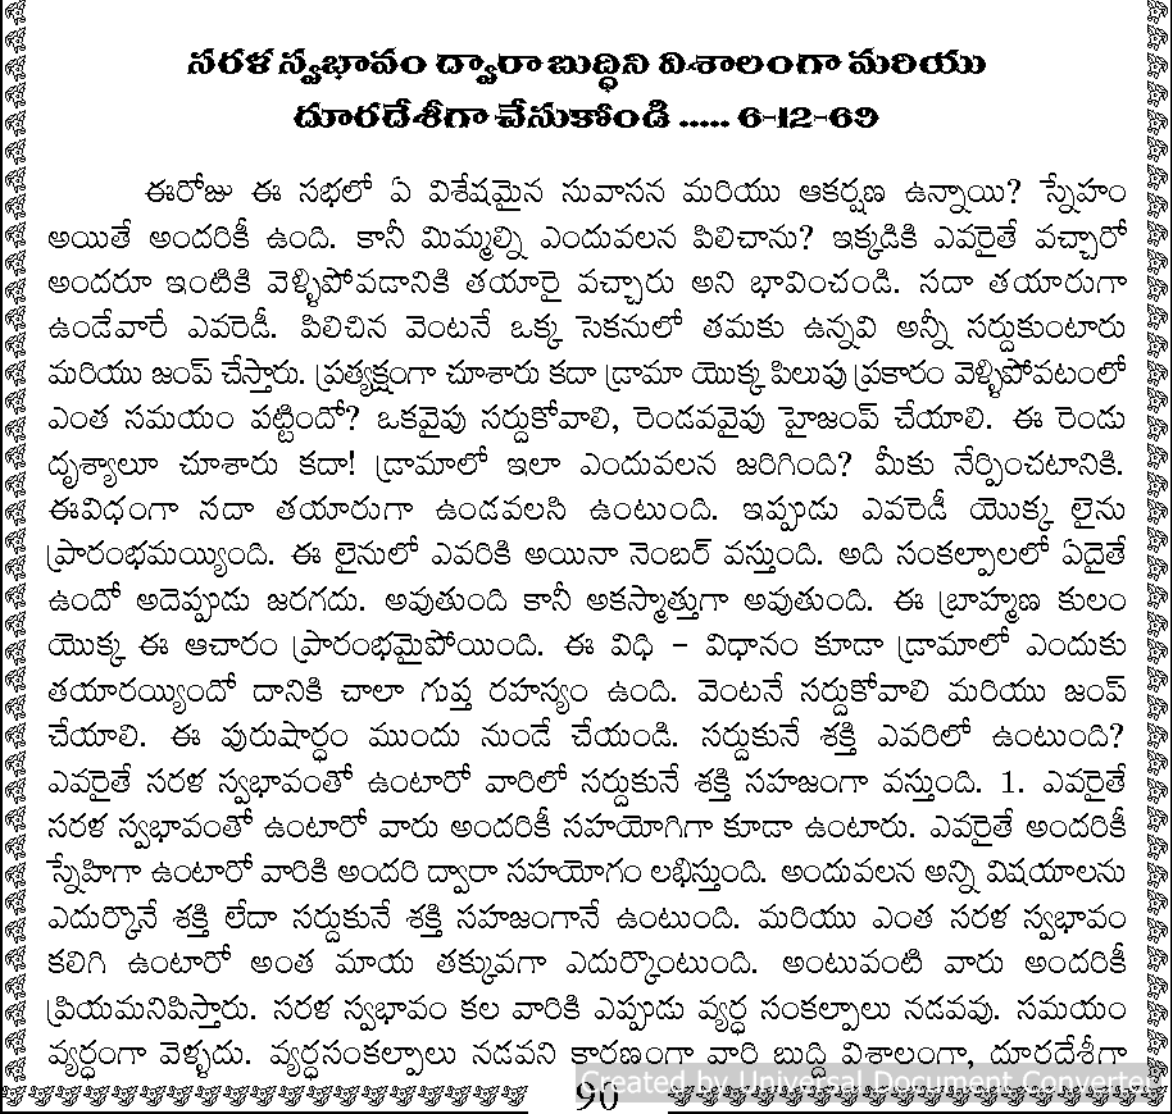 సరళ స్వభావం ద్వారా బుద్ధిని విశాలంగా మరియు
దూరదేశీగా చేసుకోండి ..... 6-12-69
ఈరోజు ఈ సభలో ఏ విశేషమైన సువాసన మరియు ఆకర్షణ ఉన్నాయి? స్నేహం
అయితే అందరికీ ఉంది. కానీ మిమ్మల్ని ఎందువలన పిలిచాను? ఇక్కడికి ఎవరైతే వచ్చారో
అందరూ ఇంటికి వెళ్ళిపోవడానికి తయారై వచ్చారు అని భావించండి. సదా తయారుగా
ఉండేవారే ఎవరెడీ. పిలిచిన వెంటనే ఒక్క సెకనులో తమకు ఉన్నవి అన్నీ సర్దుకుంటారు
మరియు జంప్ చేస్తారు. ప్రత్యక్షంగా చూశారు కదా డ్రామా యొక్క పిలుపు ప్రకారం వెళ్ళిపోవటంలో
ఎంత సమయం పట్టిందో? ఒకవైపు సర్దుకోవాలి, రెండవవైపు హైజంప్ చేయాలి. ఈ రెండు
దృశ్యాలూ చూశారు కదా! డ్రామాలో ఇలా ఎందువలన జరిగింది? మీకు నేర్పించటానికి.
ఈవిధంగా సదా తయారుగా ఉండవలసి ఉంటుంది. ఇప్పుడు ఎవరెడీ యొక్క లైను
ప్రారంభమయ్యింది. ఈ లైనులో ఎవరికి అయినా నెంబర్ వస్తుంది. అది సంకల్పాలలో ఏదైతే
ఉందో అదెప్పుడు జరగదు. అవుతుంది కానీ అకస్మాత్తుగా అవుతుంది. ఈ బ్రాహ్మణ కులం
యొక్క ఈ ఆచారం ప్రారంభమైపోయింది. ఈ విధి - విధానం కూడా డ్రామాలో ఎందుకు
తయారయ్యిందో దానికి చాలా గుప్త రహస్యం ఉంది. వెంటనే సర్దుకోవాలి మరియు జంప్
చేయాలి. ఈ పురుషార్థం ముందు నుండే చేయండి. సర్దుకునే శక్తి ఎవరిలో ఉంటుంది?
ఎవరైతే సరళ స్వభావంతో ఉంటారో వారిలో సర్దుకునే శక్తి సహజంగా వస్తుంది. 1. ఎవరైతే
సరళ స్వభావంతో ఉంటారో వారు అందరికీ సహయోగిగా కూడా ఉంటారు. ఎవరైతే అందరికీ
స్నేహిగా ఉంటారో వారికి అందరి ద్వారా సహయోగం లభిస్తుంది. అందువలన అన్ని విషయాలను
ఎదుర్కొనే శక్తి లేదా సర్దుకునే శక్తి సహజంగానే ఉంటుంది. మరియు ఎంత సరళ స్వభావం
కలిగి ఉంటారో అంత మాయ తక్కువగా ఎదుర్కొంటుంది. అంటువంటి వారు అందరికీ
ప్రియమనిపిస్తారు. సరళ స్వభావం కల వారికి ఎప్పుడు వ్యర్థ సంకల్పాలు నడవవు. సమయం
వ్యర్థంగా వెళ్ళదు. వ్యర్థసంకల్పాలు నడవని కారణంగా వారి బుద్ది విశాలంగా, దూరదేశీగా
Created by Universal Document Converter
90